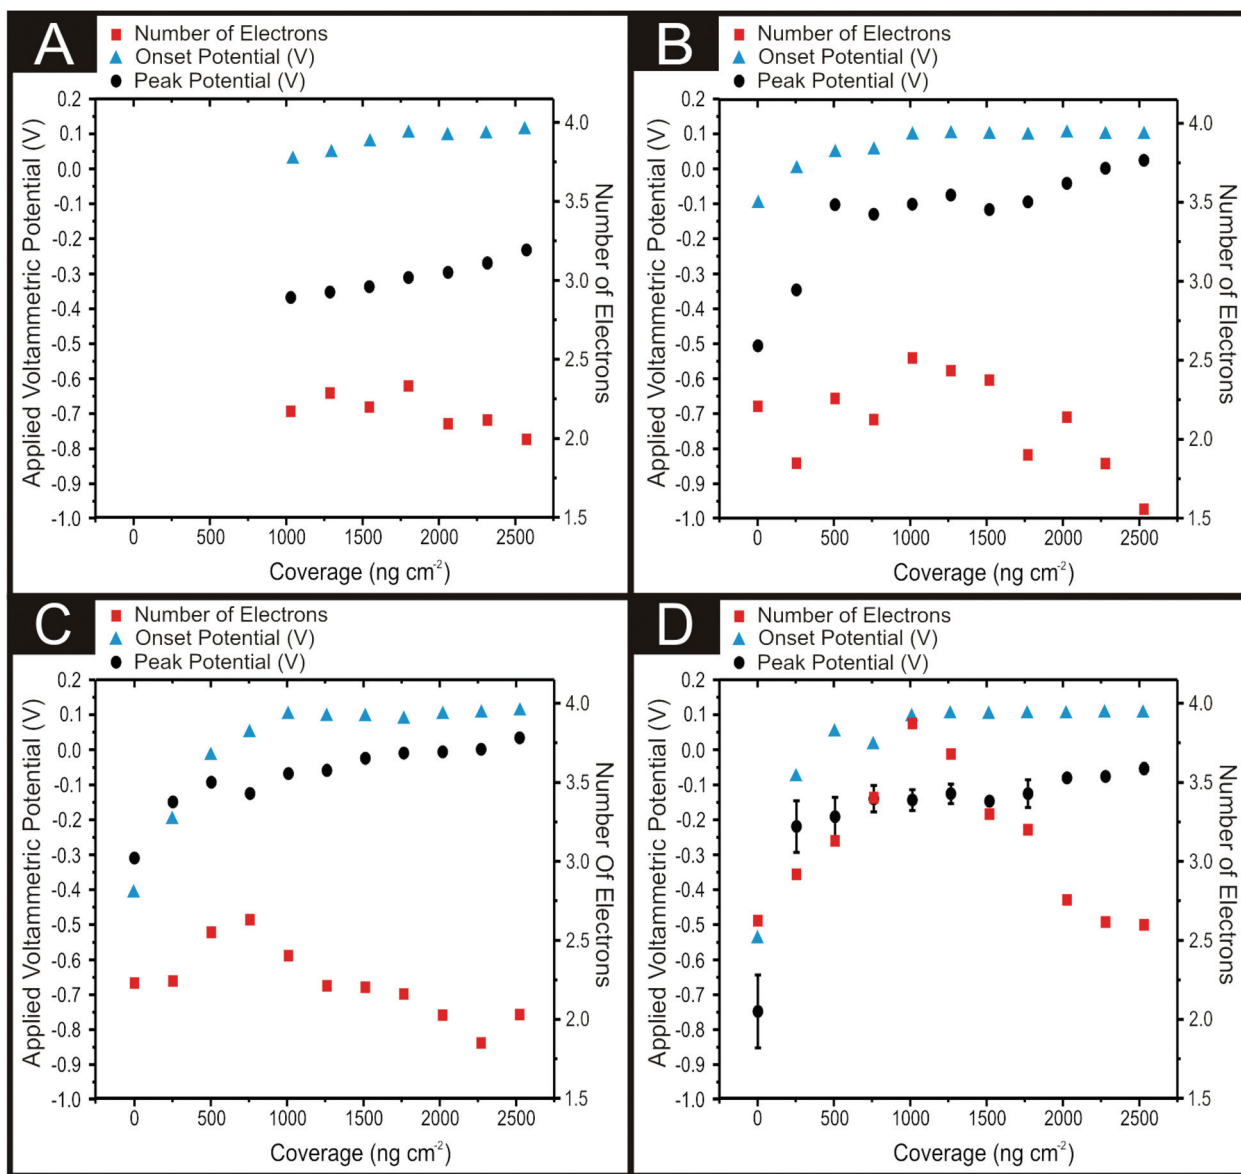 A
Number of Electrons
Onset Potential (V)
Peak Potential (V)
Applied Voltammetric Potential (V)
0.2
0.1
0.0
-0.1
-0.2
-0.3
-0.4
-0.5
-0.6
-0.7
-0.8
-0.9
-1.0
4.0
3.5
3.0
2.5
2.0
1.5
Number of Electrons
0 500 1000 1500 2000 2500
Coverage (ng cm⁻²)
B
Number of Electrons
Onset Potential (V)
Peak Potential (V)
Applied Voltammetric Potential (V)
0.2
0.1
0.0
-0.1
-0.2
-0.3
-0.4
-0.5
-0.6
-0.7
-0.8
-0.9
-1.0
4.0
3.5
3.0
2.5
2.0
1.5
Number of Electrons
0 500 1000 1500 2000 2500
Coverage (ng cm⁻²)
C
Number of Electrons
Onset Potential (V)
Peak Potential (V)
Applied Voltammetric Potential (V)
0.2
0.1
0.0
-0.1
-0.2
-0.3
-0.4
-0.5
-0.6
-0.7
-0.8
-0.9
-1.0
4.0
3.5
3.0
2.5
2.0
1.5
Number Of Electrons
0 500 1000 1500 2000 2500
Coverage (ng cm⁻²)
D
Number of Electrons
Onset Potential (V)
Peak Potential (V)
Applied Voltammetric Potential (V)
0.2
0.1
0.0
-0.1
-0.2
-0.3
-0.4
-0.5
-0.6
-0.7
-0.8
-0.9
-1.0
4.0
3.5
3.0
2.5
2.0
1.5
Number of Electrons
0 500 1000 1500 2000 2500
Coverage (ng cm⁻²)